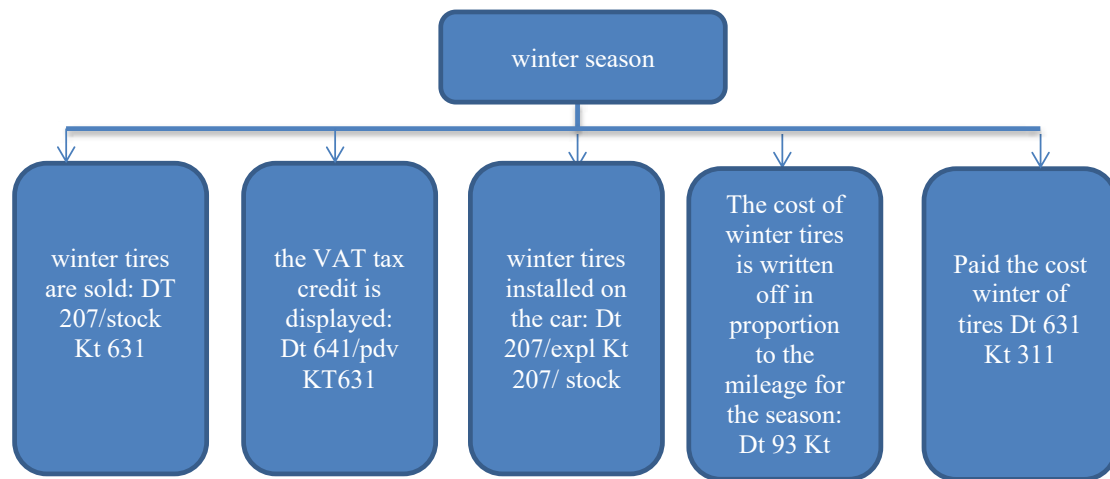 winter season
winter tires
are sold: DT
207/stock
Kt 631
the VAT tax
credit is
displayed:
Dt 641/pdv
KT631
winter tires
installed on
the car: Dt
207/expl Kt
207/ stock
The cost of
winter tires
is written
off in
proportion
to the
mileage for
the season:
Dt 93 Kt
Paid the cost
winter of
tires Dt 631
Kt 311